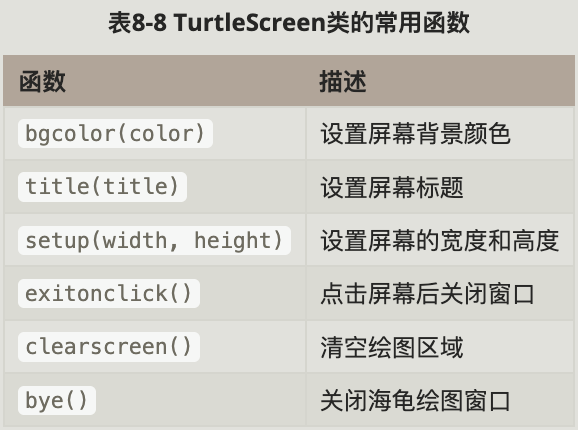 表8-8 TurtleScreen类的常用函数
函数 描述
bgcolor(color) 设置屏幕背景颜色
title(title) 设置屏幕标题
setup(width, height) 设置屏幕的宽度和高度
exitonclick() 点击屏幕后关闭窗口
clearscreen() 清空绘图区域
bye() 关闭海龟绘图窗口